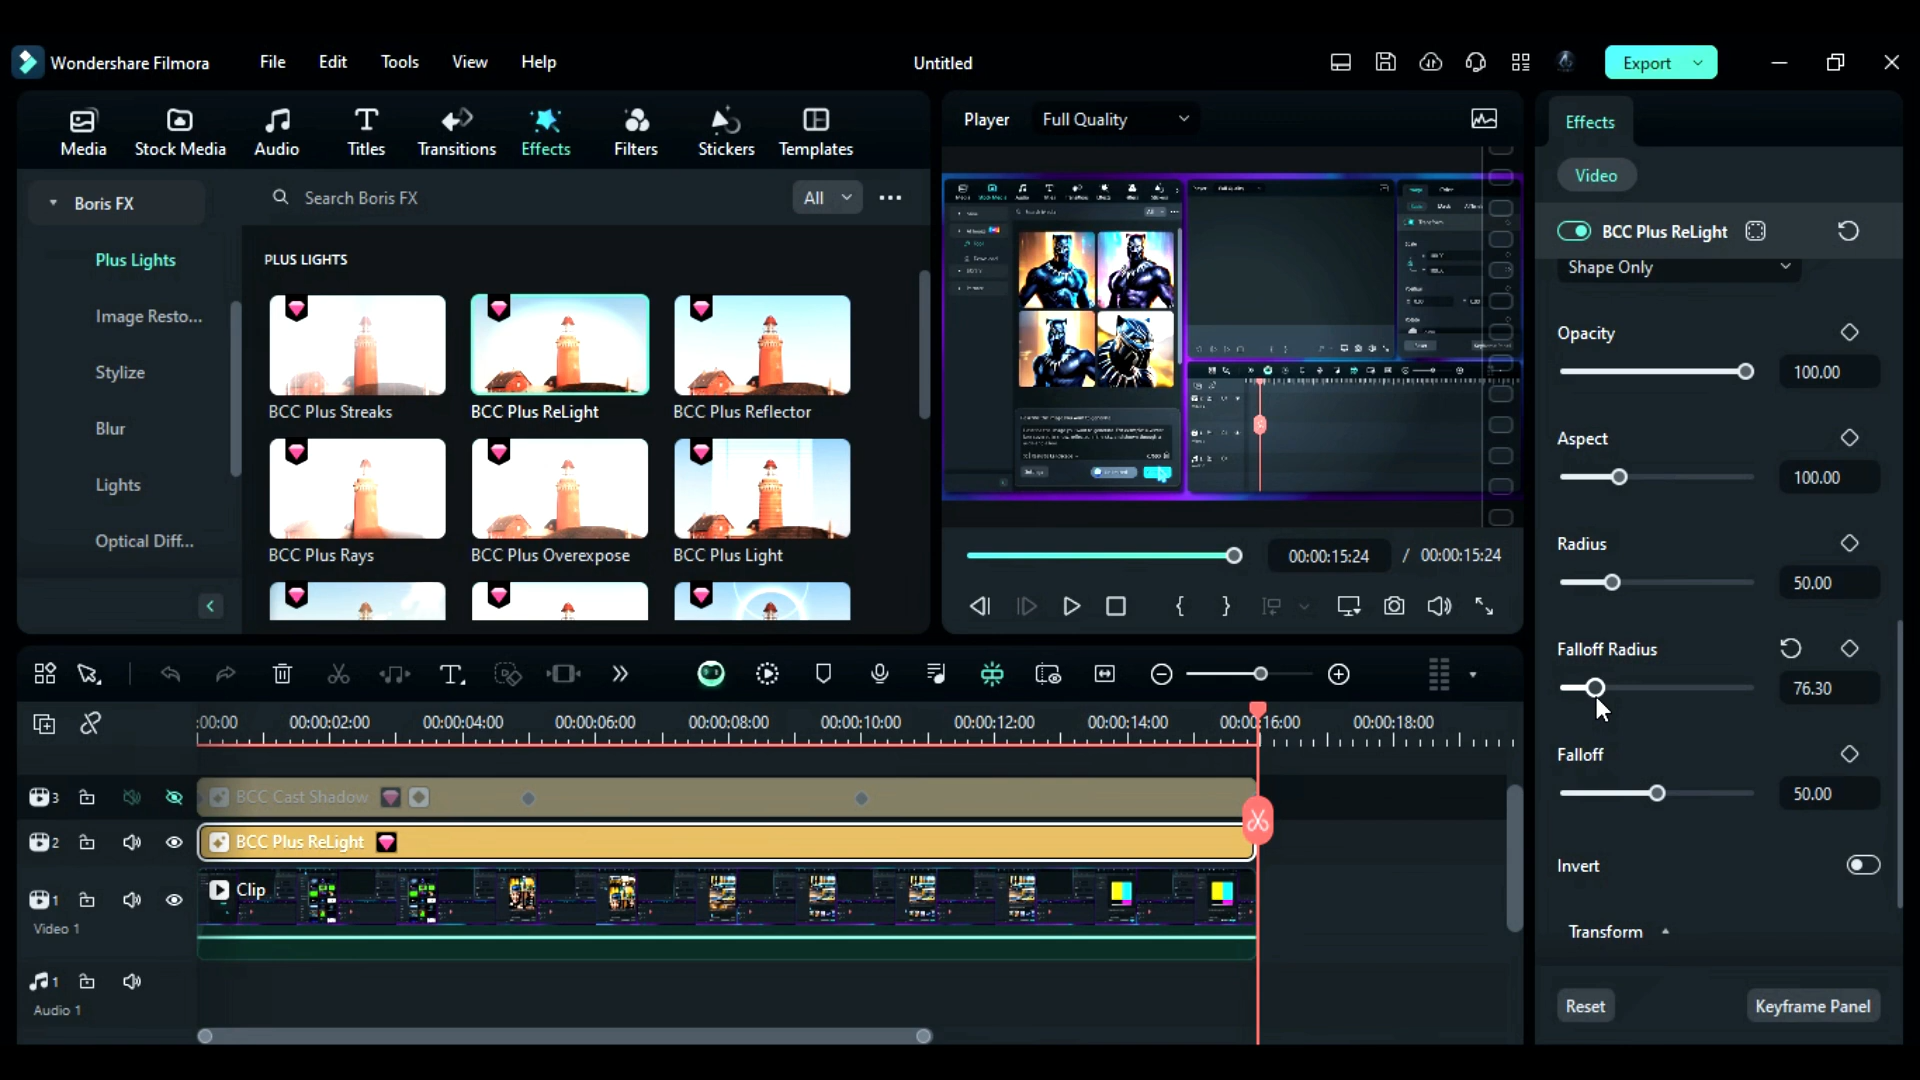 Wondershare Filmora
File
Edit
Tools
View
Help
Untitled
Export
Media
Stock Media
Audio
Titles
Transitions
Effects
Filters
Stickers
Templates
Boris FX
Search Boris FX
All
Plus Lights
Image Resto...
Stylize
Blur
Lights
Optical Diff...
PLUS LIGHTS
BCC Plus Streaks
BCC Plus ReLight
BCC Plus Reflector
BCC Plus Rays
BCC Plus Overexpose
BCC Plus Light
Player
Full Quality
00:00:15:24
/
00:00:15:24
Effects
Video
BCC Plus ReLight
Shape Only
Opacity
100.00
Aspect
100.00
Radius
50.00
Falloff Radius
76.30
Falloff
50.00
Invert
Transform
Reset
Keyframe Panel
:00:00
00:00:02:00
00:00:04:00
00:00:06:00
00:00:08:00
00:00:10:00
00:00:12:00
00:00:14:00
00:00:16:00
00:00:18:00
3
BCC Cast Shadow
2
BCC Plus ReLight
1
Clip
Video 1
1
Audio 1